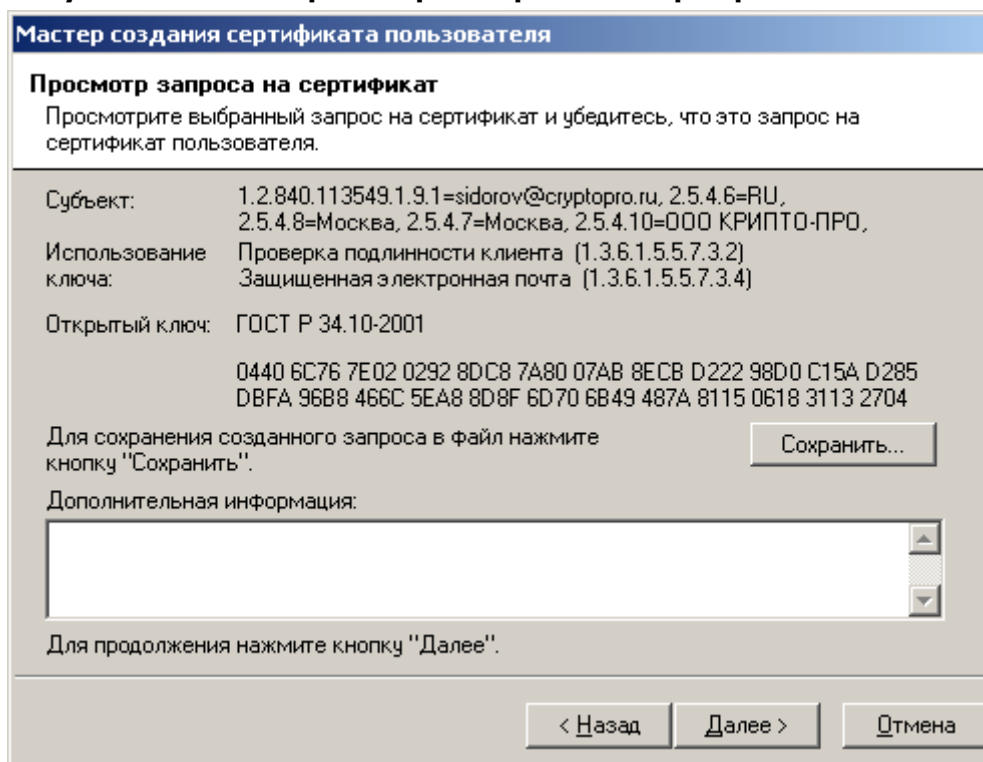 Мастер создания сертификата пользователя
Просмотр запроса на сертификат
Просмотрите выбранный запрос на сертификат и убедитесь, что это запрос на
сертификат пользователя.
Субъект: 1.2.840.113549.1.9.1=sidorov@cryptopro.ru, 2.5.4.6=RU,
2.5.4.8=Москва, 2.5.4.7=Москва, 2.5.4.10=ООО КРИПТО-ПРО,
Использование Проверка подлинности клиента (1.3.6.1.5.5.7.3.2)
ключа: Защищенная электронная почта (1.3.6.1.5.5.7.3.4)
Открытый ключ: ГОСТ Р 34.10-2001
0440 6C76 7E02 0292 8DC8 7A80 07AB 8ECB D222 98D0 C15A D285
DBFA 96B8 466C 5EA8 8D8F 6D70 6B49 487A 8115 0618 3113 2704
Для сохранения созданного запроса в файл нажмите
кнопку "Сохранить".
Сохранить...
Дополнительная информация:
Для продолжения нажмите кнопку "Далее".
< Назад Далее > Отмена